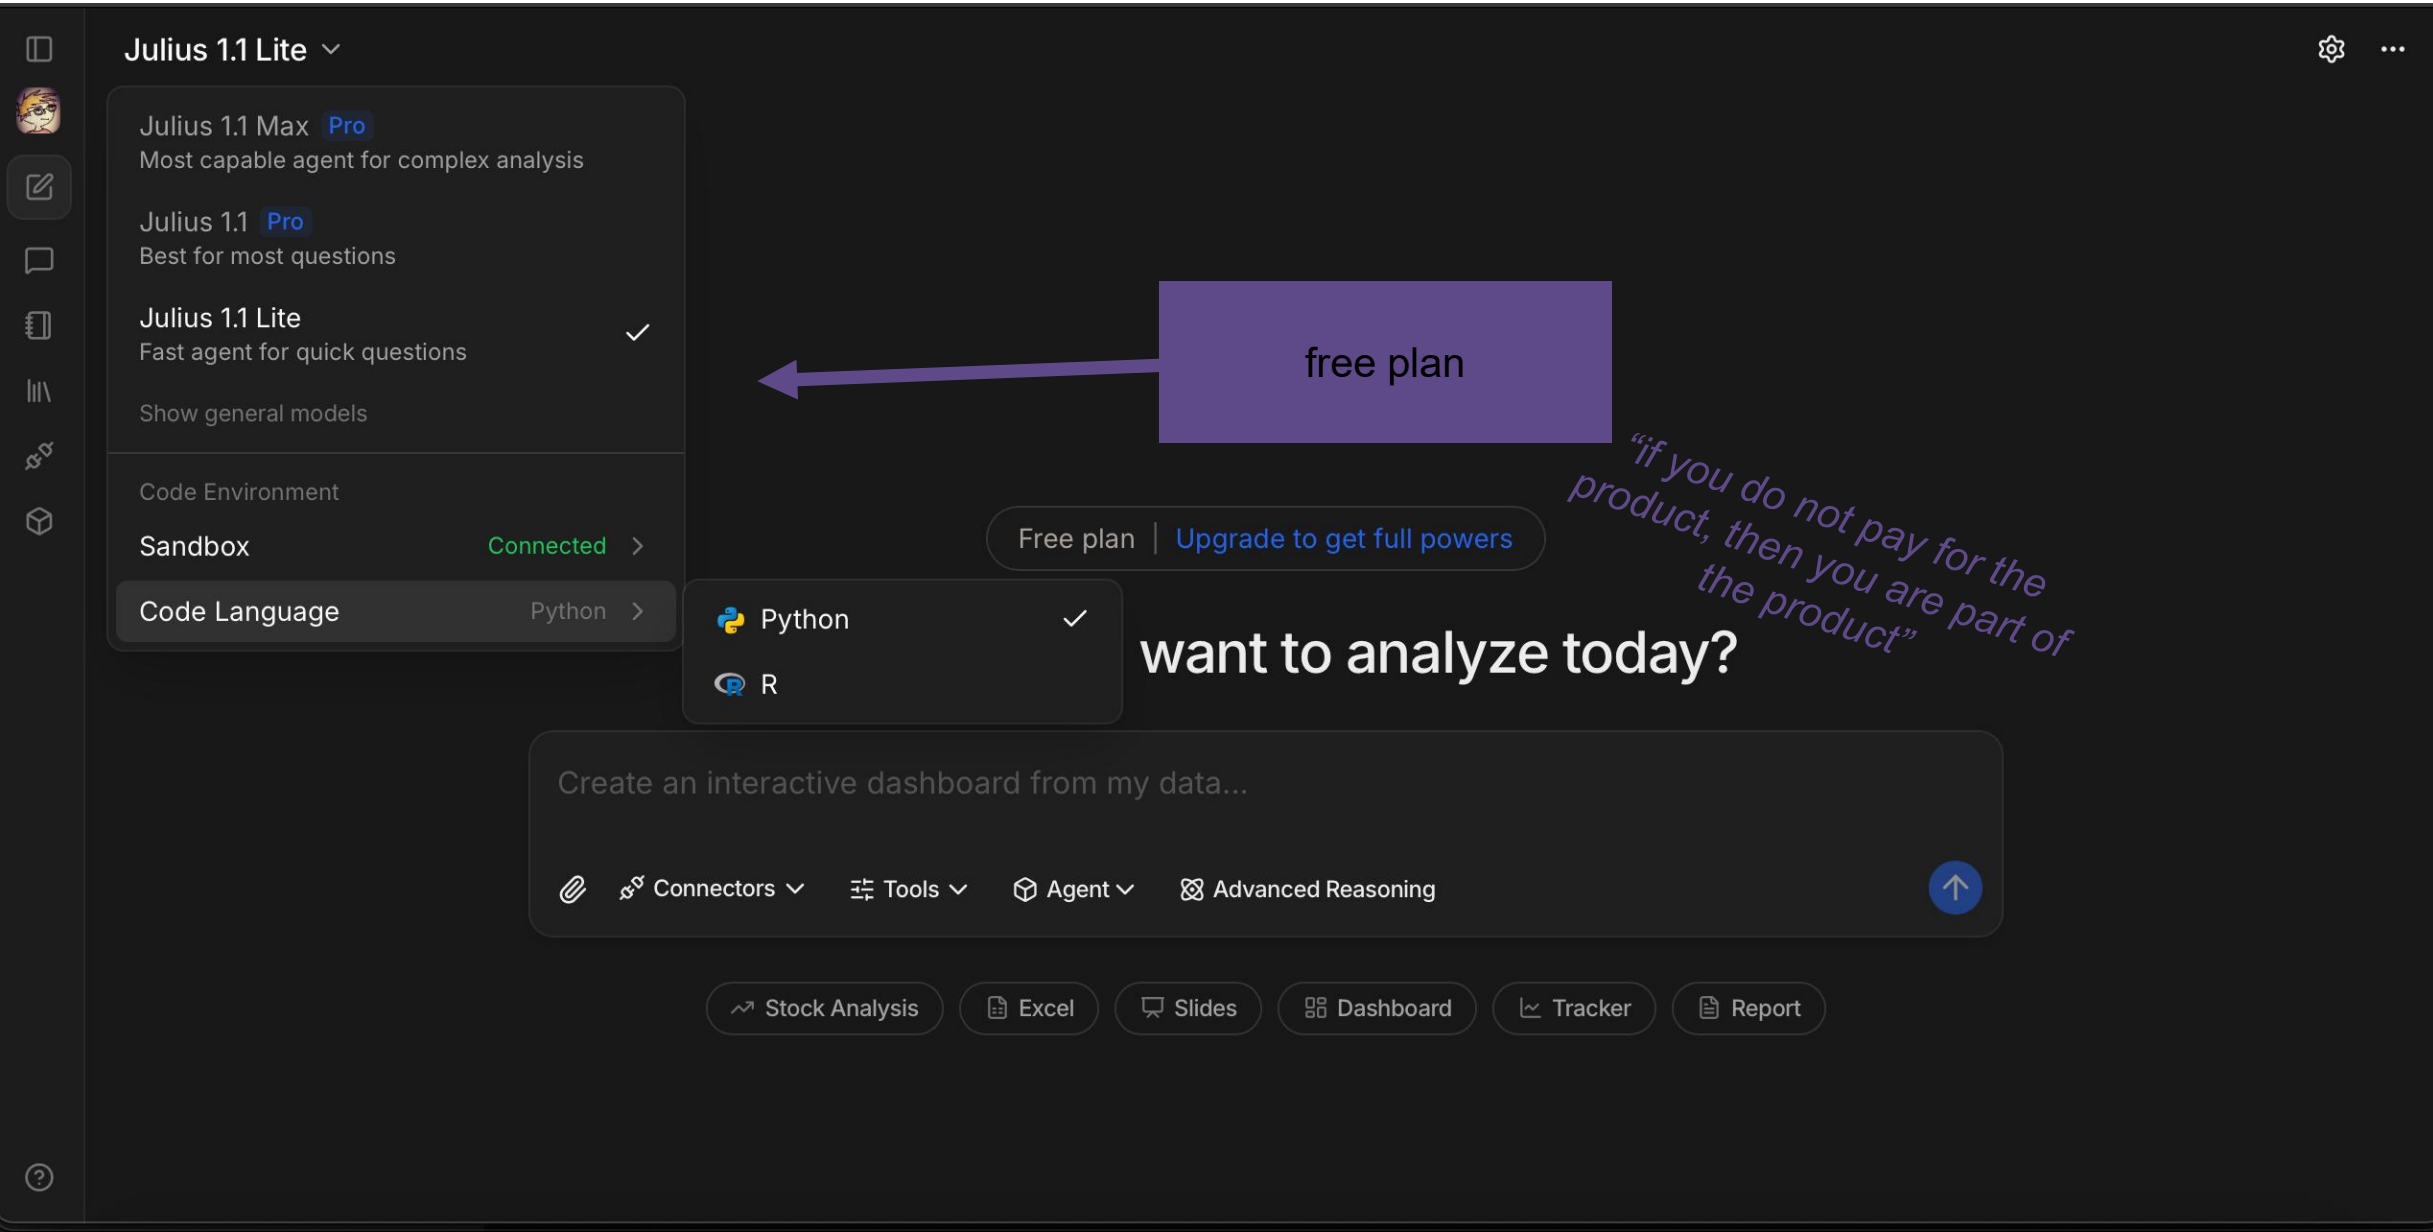 Julius 1.1 Lite
Julius 1.1 Max Pro
Most capable agent for complex analysis
Julius 1.1 Pro
Best for most questions
Julius 1.1 Lite
Fast agent for quick questions
Show general models
Code Environment
Sandbox Connected
Code Language Python
Python
R
free plan
“if you do not pay for the
product, then you are part of
the product”
Free plan | Upgrade to get full powers
want to analyze today?
Create an interactive dashboard from my data...
Connectors Tools Agent Advanced Reasoning
Stock Analysis Excel Slides Dashboard Tracker Report